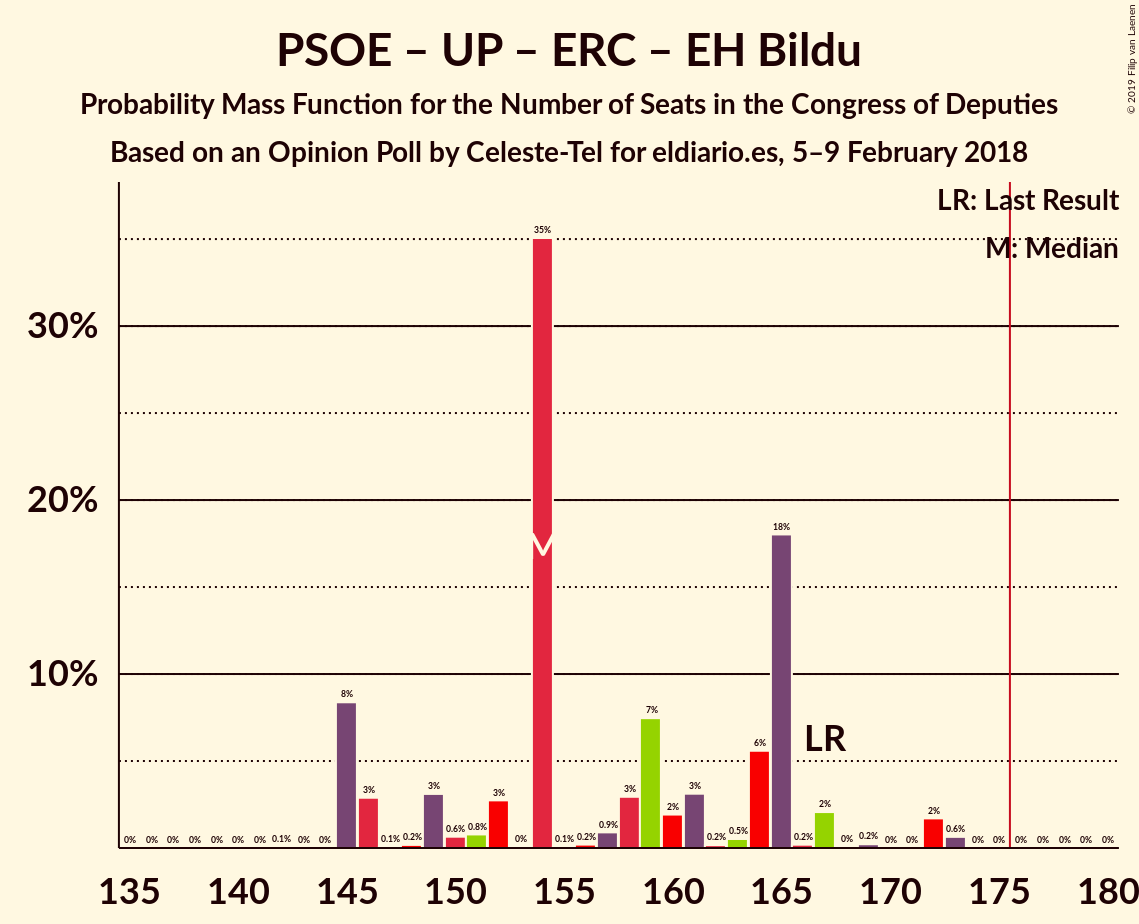 PSOE – UP – ERC – EH Bildu
Probability Mass Function for the Number of Seats in the Congress of Deputies
Based on an Opinion Poll by Celeste-Tel for eldiario.es, 5–9 February 2018
© 2019 Filip van Laenen
LR: Last Result
M: Median
30%
20%
10%
0% 0% 0% 0% 0% 0% 0% 0.1% 0% 0% 8% 3% 0.1% 0.2% 3% 0.6% 0.8% 3% 0% 35% 0.1% 0.2% 0.9% 3% 7% 2% 3% 0.2% 0.5% 6% 18% 0.2% 2% 0% 0.2% 0% 0% 2% 0.6% 0% 0% 0% 0% 0% 0% 0%
LR
135 140 145 150 155 160 165 170 175 180